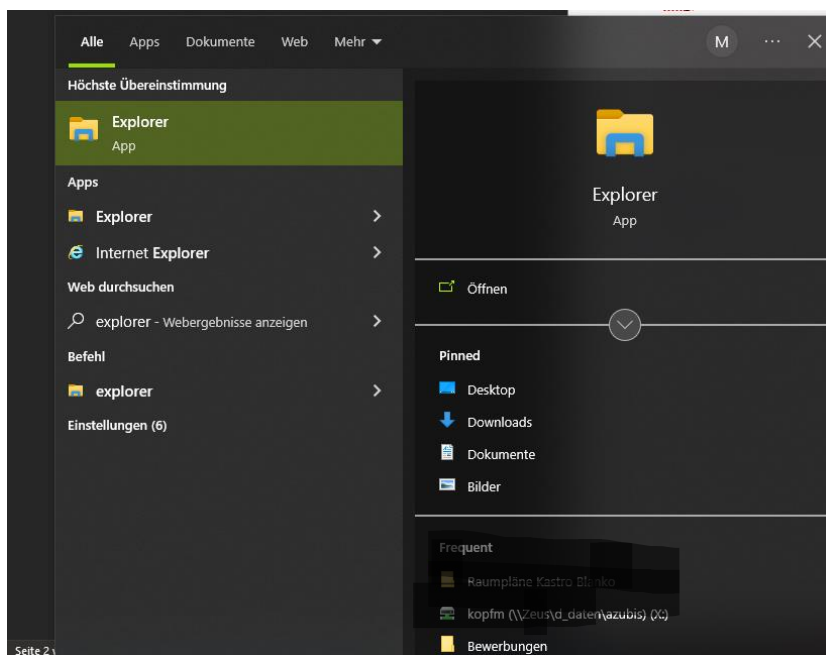 Alle Apps Dokumente Web Mehr
M ...
Höchste Übereinstimmung
Explorer
App
Apps
Explorer
Internet Explorer
Web durchsuchen
explorer - Webergebnisse anzeigen
Befehl
explorer
Einstellungen (6)
Explorer
App
Öffnen
Pinned
Desktop
Downloads
Dokumente
Bilder
Frequent
Raumpläne Kastro Blanko
kopfm (\\Zeus\d_daten\azubis) (X:)
Bewerbungen
Seite 2